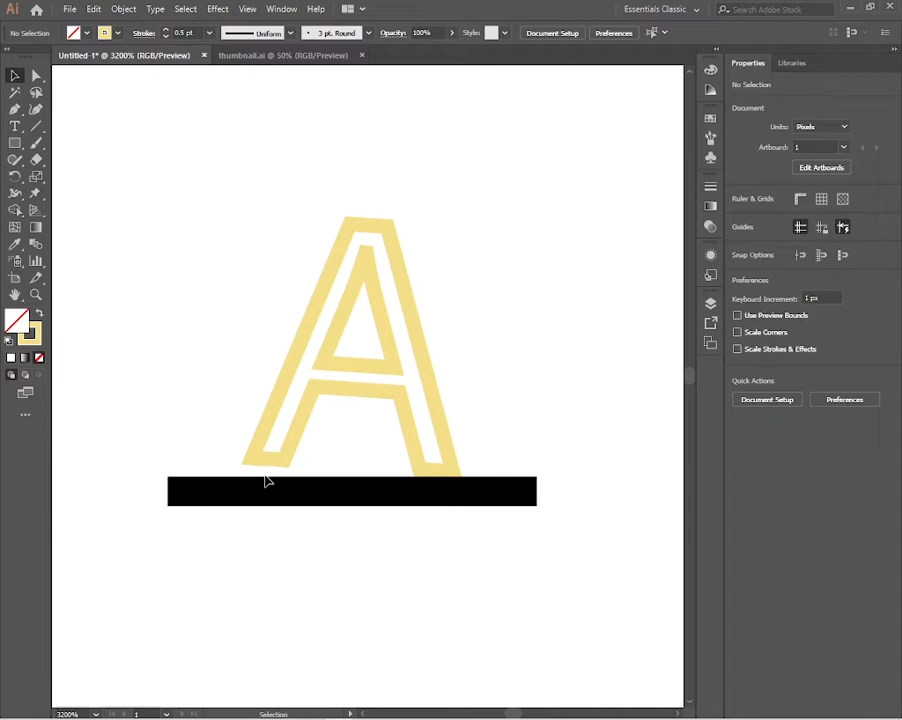 Ai File Edit Object Type Select Effect View Window Help Essentials Classic Search Adobe Stock
No Selection Stroke: 0.5 pt Uniform 3 pt. Round Opacity: 100% Style: Document Setup Preferences
Untitled-1* @ 3200% (RGB/Preview) × thumbnail.ai @ 50% (RGB/Preview) ×
Properties Libraries
No Selection
Document
Units: Pixels
Artboard: 1
Edit Artboards
Ruler & Grids
Guides
Snap Options
Preferences
Keyboard Increment: 1 px
Use Preview Bounds
Scale Corners
Scale Strokes & Effects
Quick Actions
Document Setup Preferences
A
3200% 1 Selection